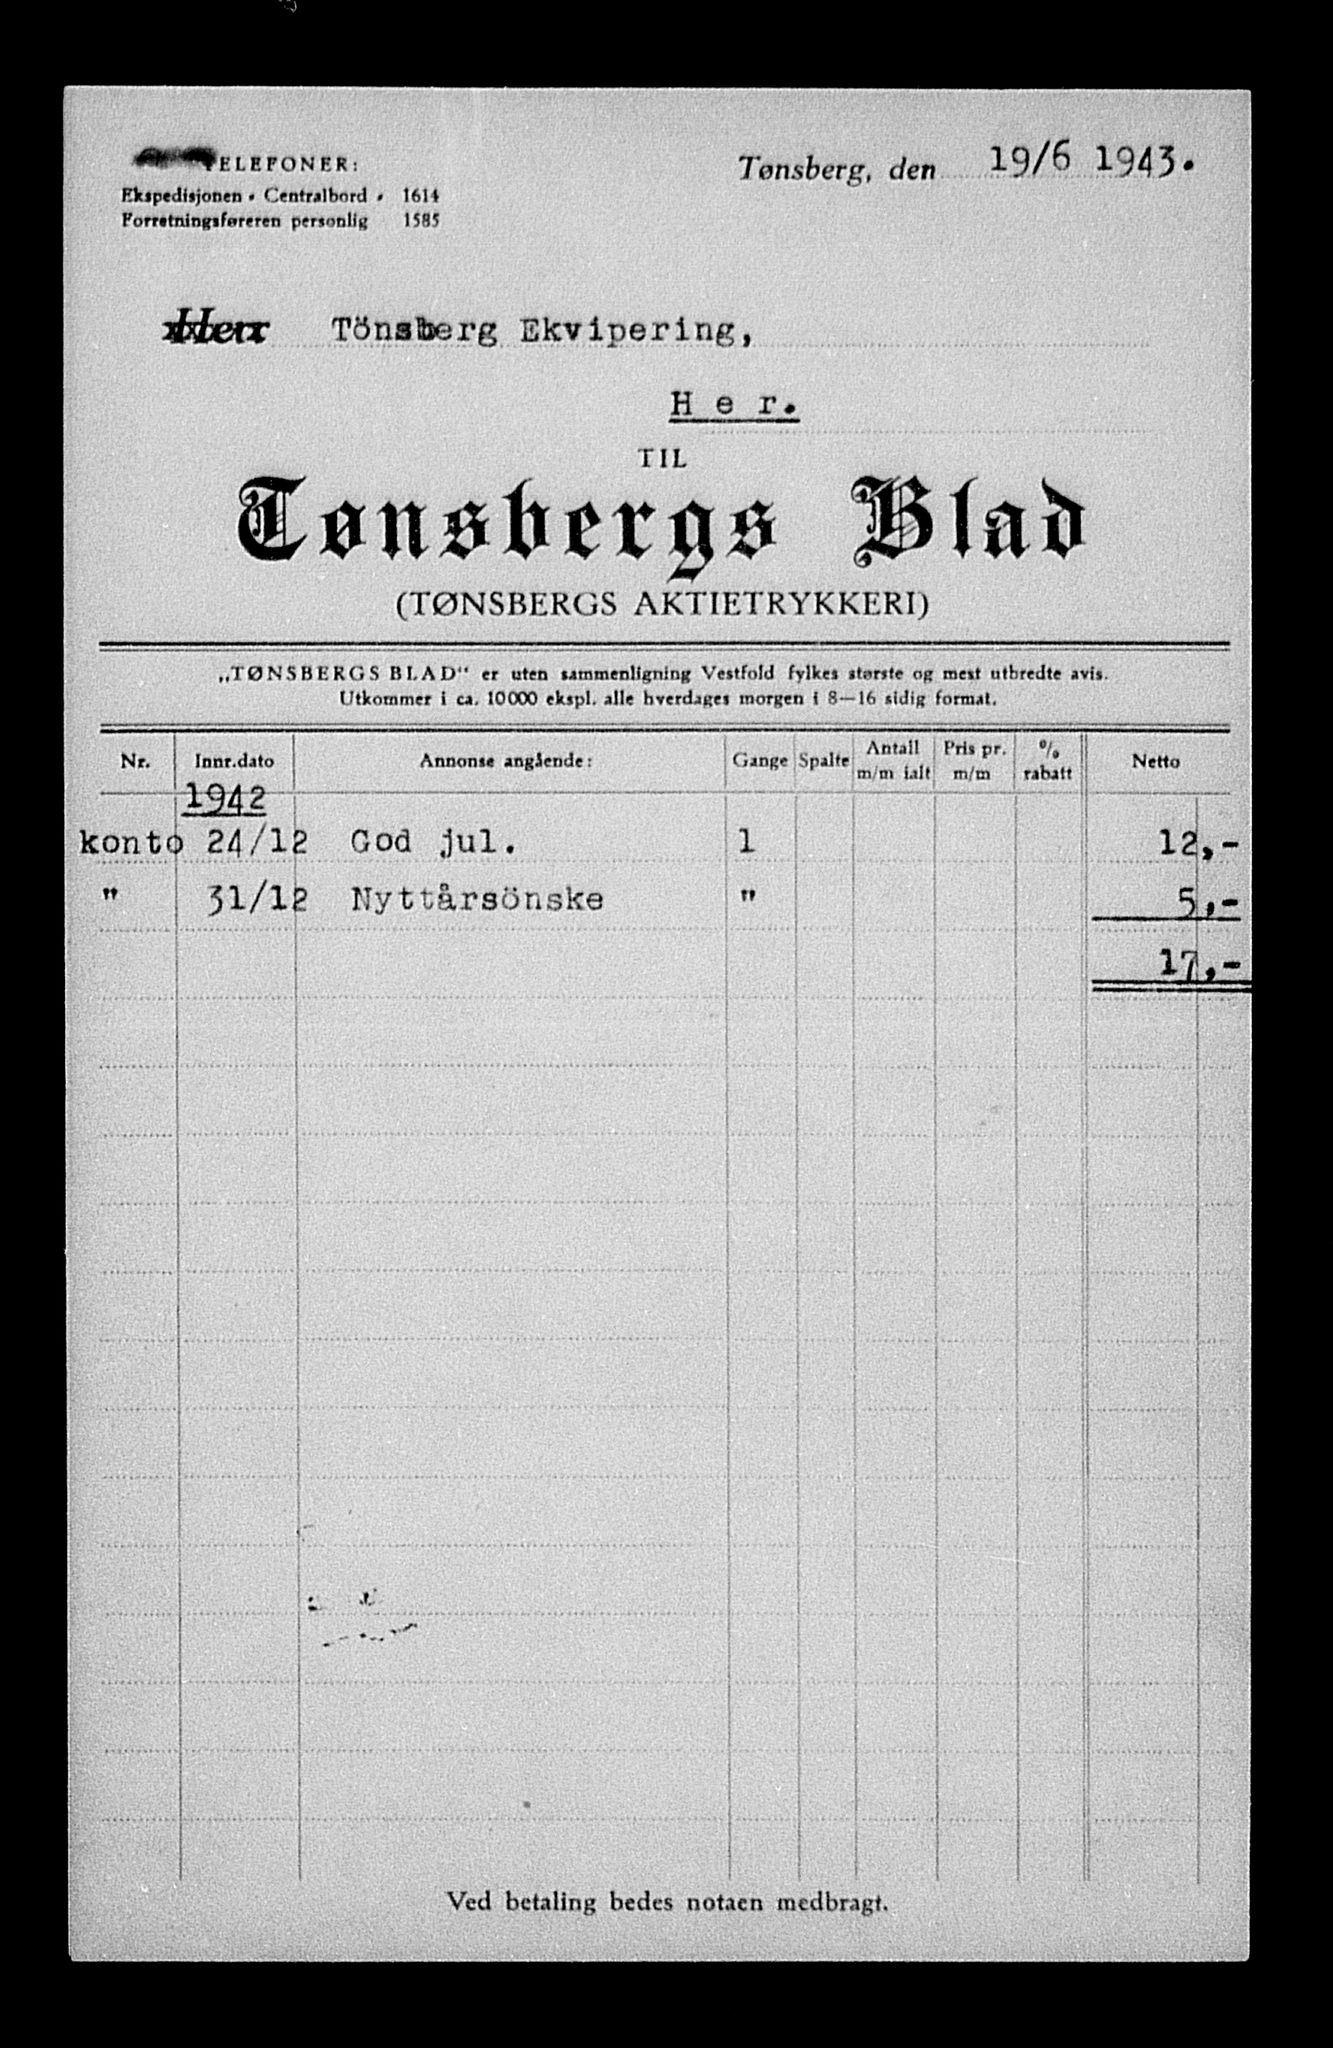 TELEFONER:
Ekspedisjonen • Centralbord • 1614
Forretningsføreren personlig 1585
Tønsberg, den 19/6 1943.
Herr Tönsberg Ekvipering,
H e r.
TIL
Tønsbergs Blad
(TØNSBERGS AKTIETRYKKERI)
„TØNSBERGS BLAD“ er uten sammenligning Vestfold fylkes største og mest utbredte avis.
Utkommer i ca. 10000 ekspl. alle hverdages morgen i 8—16 sidig format.
Nr. Innr.dato Annonse angående: Gange Spalte Antall m/m ialt Pris pr. m/m % rabatt Netto
1942
konto 24/12 God jul. 1 12,-
" 31/12 Nyttårsönske " 5,-
17,-
Ved betaling bedes notaen medbragt.